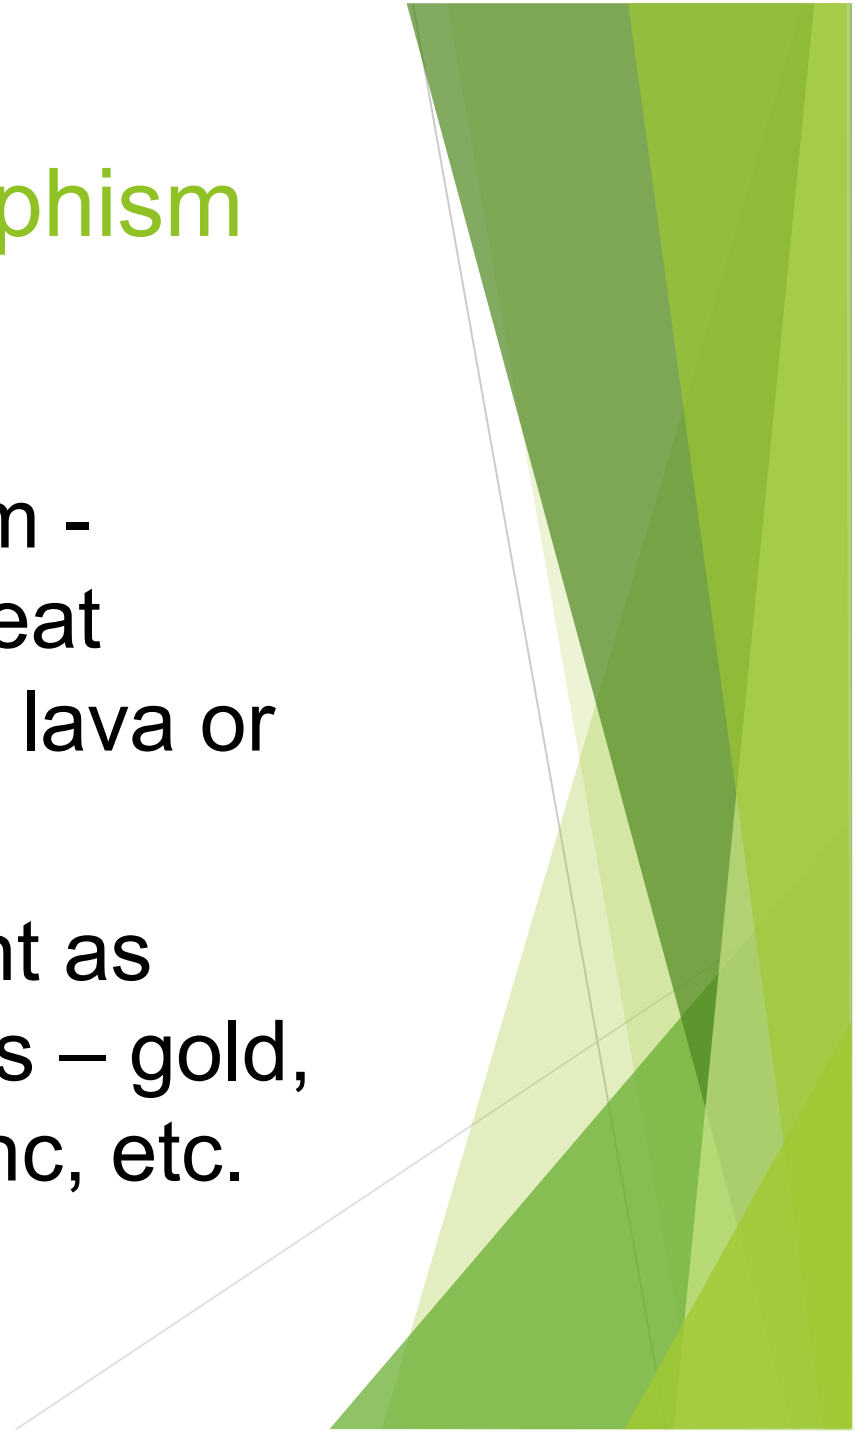 phism
m -
eat
lava or
nt as
s – gold,
nc, etc.